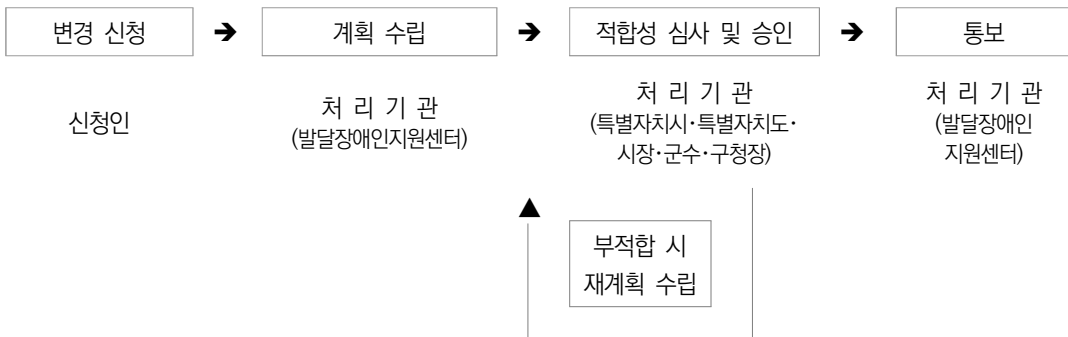 변경 신청 ➔ 계획 수립 ➔ 적합성 심사 및 승인 ➔ 통보
신청인
처 리 기 관
(발달장애인지원센터)
처 리 기 관
(특별자치시·특별자치도·
시장·군수·구청장)
처 리 기 관
(발달장애인
지원센터)
▲
부적합 시
재계획 수립